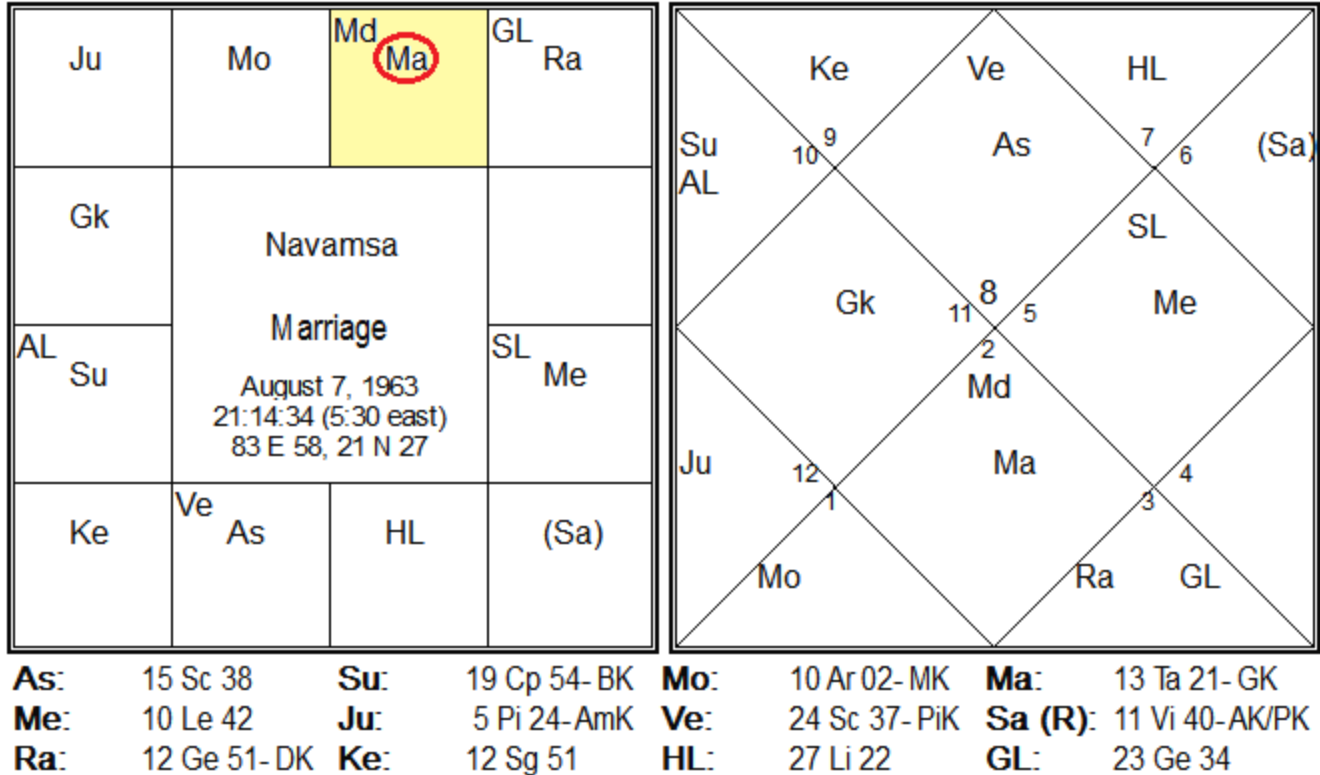 Md GL
Ju Mo Ma Ra
Gk
Navamsa
Marriage
August 7, 1963
21:14:34 (5:30 east)
83 E 58, 21 N 27
AL SL
Su Me
Ve
Ke As HL (Sa)
Ke Ve HL
Su 10 9 As 7 6 (Sa)
AL
SL
Gk 11 8 5 Me
2
Md
Ju 12 Ma 4
1 3
Mo Ra GL
As: 15 Sc 38 Su: 19 Cp 54-BK Mo: 10 Ar 02-MK Ma: 13 Ta 21-GK
Me: 10 Le 42 Ju: 5 Pi 24-AmK Ve: 24 Sc 37-PiK Sa (R): 11 Vi 40-AK/PK
Ra: 12 Ge 51-DK Ke: 12 Sg 51 HL: 27 Li 22 GL: 23 Ge 34